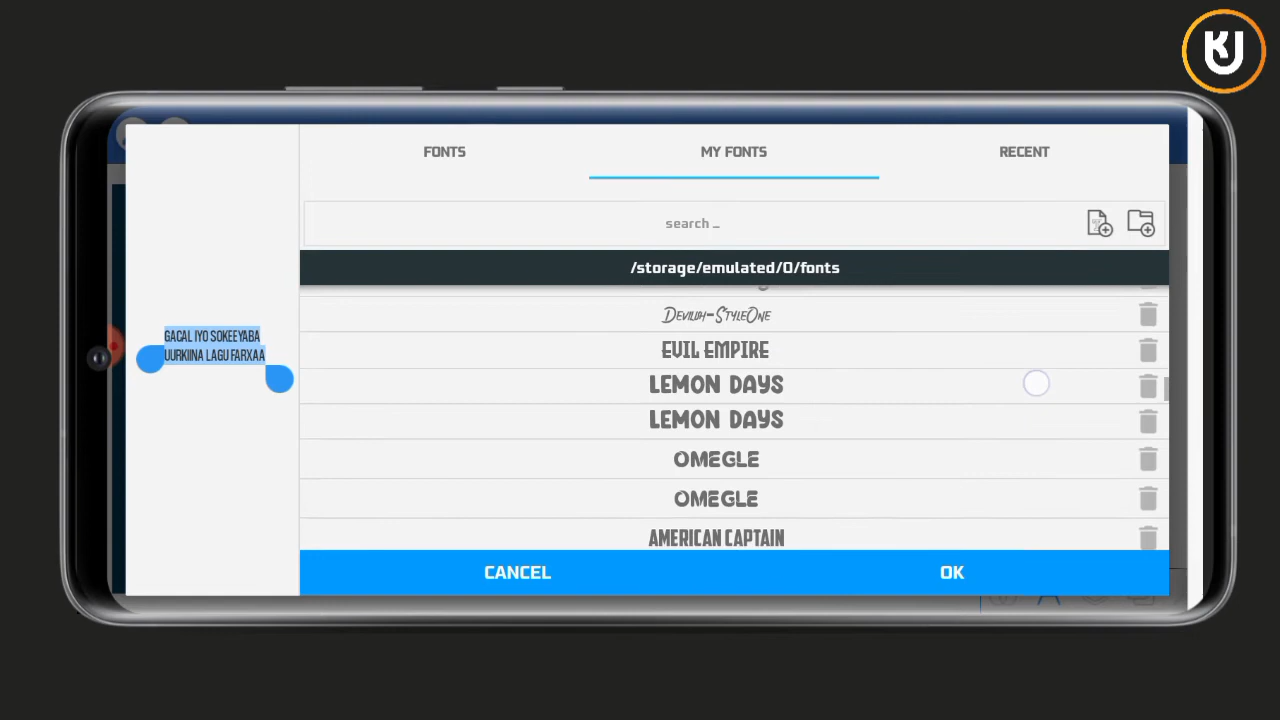 KU
FONTS
MY FONTS
RECENT
search _
/storage/emulated/0/fonts
GACAL IYO SOKEEYABA
UURKIINA LAGU FARXAA
Devilish-StyleOne
EVIL EMPIRE
LEMON DAYS
LEMON DAYS
OMEGLE
OMEGLE
AMERICAN CAPTAIN
CANCEL
OK